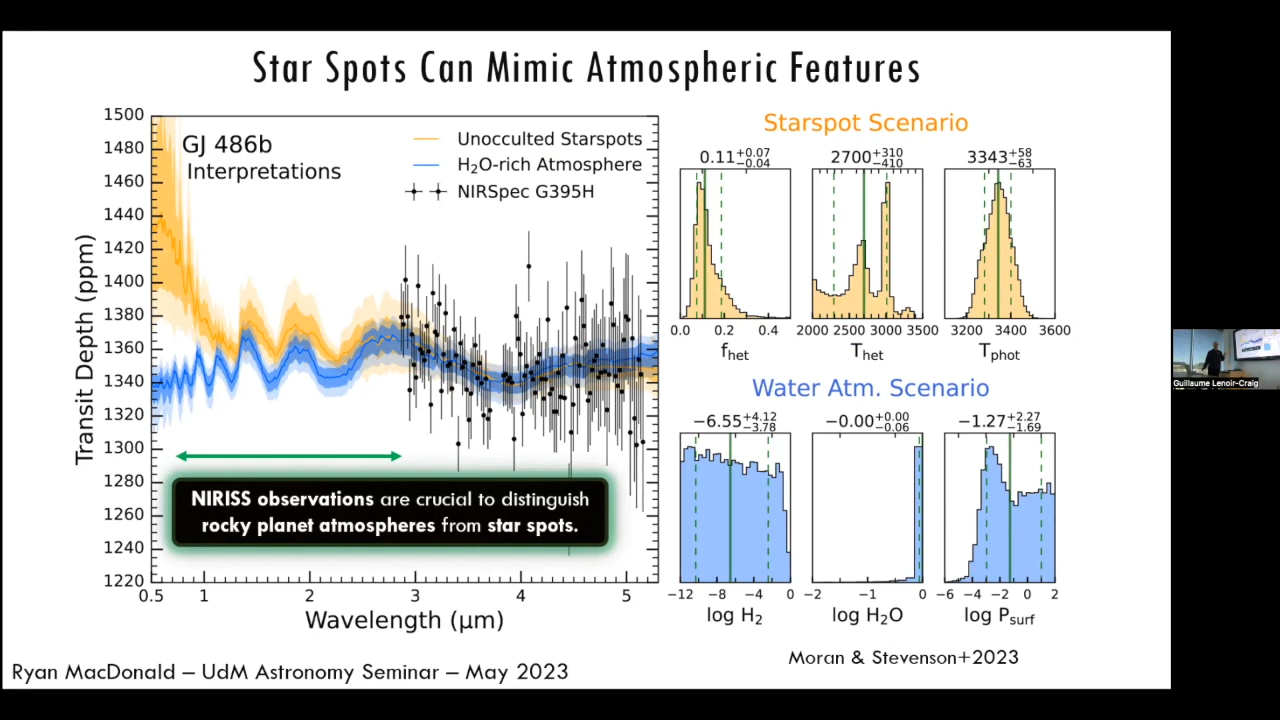 Star Spots Can Mimic Atmospheric Features
1500
1480
1460
1440
1420
1400
1380
1360
1340
1320
1300
1280
1260
1240
1220
Transit Depth (ppm)
GJ 486b
Interpretations
Unocculted Starspots
H₂O-rich Atmosphere
NIRSpec G395H
NIRISS observations are crucial to distinguish
rocky planet atmospheres from star spots.
0.5 1 2 3 4 5
Wavelength (μm)
Starspot Scenario
0.11+0.07−0.04
2700+310−410
3343+58−63
0.0 0.2 0.4
2000 2500 3000 3500
3200 3400 3600
fhet
Thet
Tphot
Water Atm. Scenario
−6.55+4.12−3.78
−0.00+0.00−0.06
−1.27+2.27−1.69
−12 −8 −4 0
−2 −1 0
−6 −4 −2 0 2
log H₂
log H₂O
log Psurf
Moran & Stevenson+2023
Ryan MacDonald – UdM Astronomy Seminar – May 2023
Guillaume Lenoir-Craig